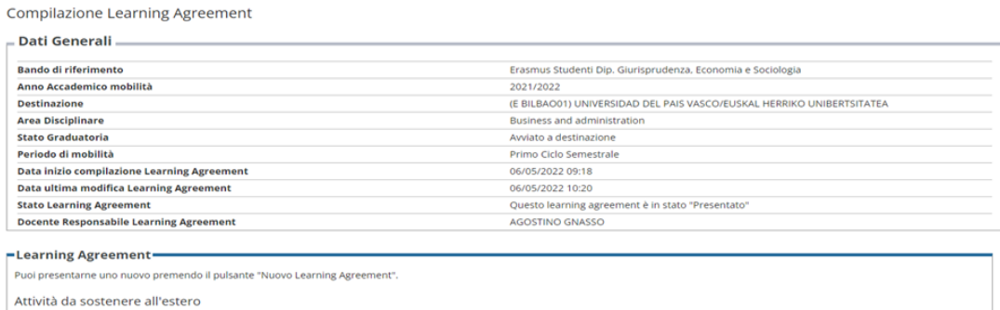 Compilazione Learning Agreement
Dati Generali
Bando di riferimento Erasmus Studenti Dip. Giurisprudenza, Economia e Sociologia
Anno Accademico mobilità 2021/2022
Destinazione (E BILBAO01) UNIVERSIDAD DEL PAIS VASCO/EUSKAL HERRIKO UNIBERTSITATEA
Area Disciplinare Business and administration
Stato Graduatoria Avviato a destinazione
Periodo di mobilità Primo Ciclo Semestrale
Data inizio compilazione Learning Agreement 06/05/2022 09:18
Data ultima modifica Learning Agreement 06/05/2022 10:20
Stato Learning Agreement Questo learning agreement è in stato "Presentato"
Docente Responsabile Learning Agreement AGOSTINO GNASSO
Learning Agreement
Puoi presentarne uno nuovo premendo il pulsante "Nuovo Learning Agreement".
Attività da sostenere all'estero